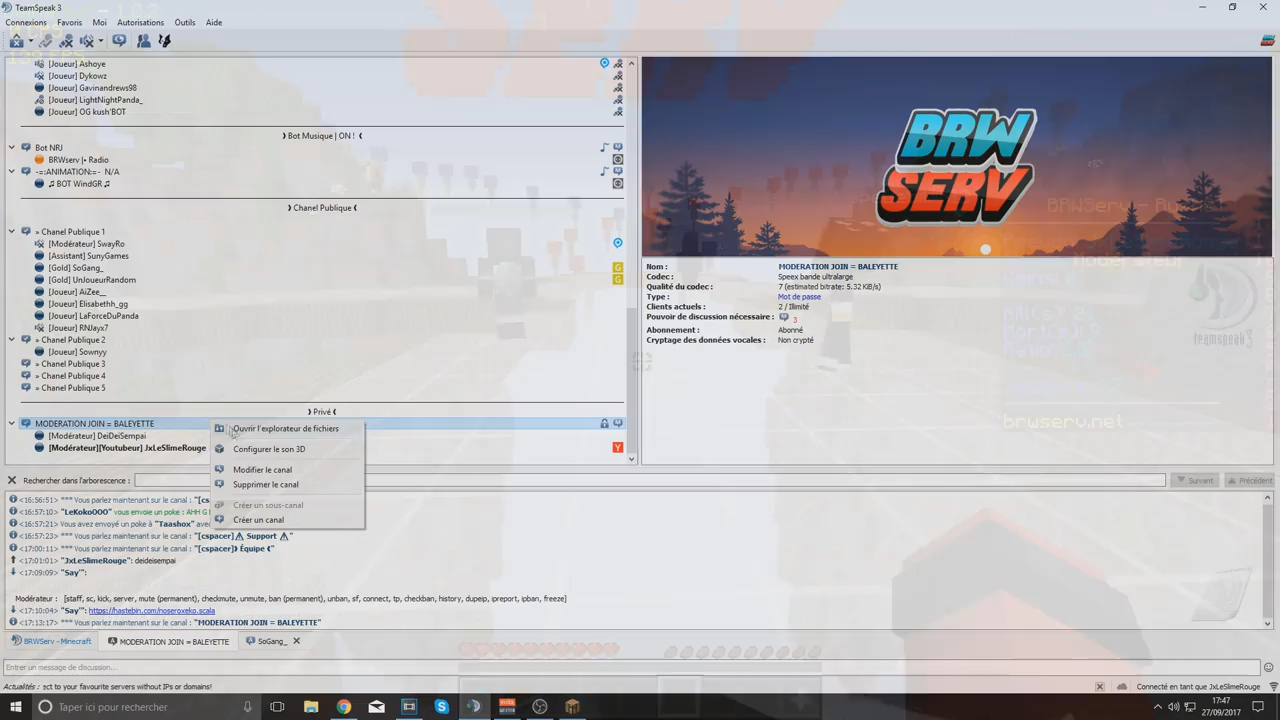 TeamSpeak 3
Connexions Favoris Moi Autorisations Outils Aide
[Joueur] Ashoye
[Joueur] Dykowz
[Joueur] Gavinandrews98
[Joueur] LightNightPanda_
[Joueur] OG kush'BOT
Bot Musique | ON !
Bot NRJ
BRWserv |• Radio
-=:ANIMATION:=- N/A
♫ BOT WindGR ♫
Chanel Publique
» Chanel Publique 1
[Modérateur] SwayRo
[Assistant] SunyGames
[Gold] SoGang_
[Gold] UnJoueurRandom
[Joueur] AiZee__
[Joueur] Elisabethh_gg
[Joueur] LaForceDuPanda
[Joueur] RNJayx7
» Chanel Publique 2
[Joueur] Sownyy
» Chanel Publique 3
» Chanel Publique 4
» Chanel Publique 5
Privé
MODERATION JOIN = BALEYETTE
[Modérateur] DeiDeiSempai
[Modérateur][Youtubeur] JxLeSlimeRouge
Ouvrir l'explorateur de fichiers
Configurer le son 3D
Modifier le canal
Supprimer le canal
Créer un sous-canal
Créer un canal
BRW
SERV
Nom : MODERATION JOIN = BALEYETTE
Codec : Speex bande ultralarge
Qualité du codec : 7 (estimated bitrate: 5.32 KiB/s)
Type : Mot de passe
Clients actuels : 2 / Illimité
Pouvoir de discussion nécessaire : 3
Abonnement : Abonné
Cryptage des données vocales : Non crypté
teamspeak3
brwserv.net
Rechercher dans l'arborescence : Suivant Précédent
<16:56:51> *** Vous parlez maintenant sur le canal : "[c
<16:57:10> "LeKokoOOO" vous envoie un poke : AHH G
<16:57:21> Vous avez envoyé un poke à "Taashox" avec
<16:57:23> *** Vous parlez maintenant sur le canal : "[cspacer]⚠ Support ⚠"
<17:00:11> *** Vous parlez maintenant sur le canal : "[cspacer]❥ Équipe ❦"
<17:01:01> "JxLeSlimeRouge": deideisempai
<17:09:09> "Say'":
Modérateur : [staff, sc, kick, server, mute (permanent), checkmute, unmute, ban (permanent), unban, sf, connect, tp, checkban, history, dupeip, ipreport, ipban, freeze]
<17:10:04> "Say'": https://hastebin.com/noseroxeko.scala
<17:13:17> *** Vous parlez maintenant sur le canal : "MODERATION JOIN = BALEYETTE"
BRWServ - Minecraft MODERATION JOIN = BALEYETTE SoGang_
Entrer un message de discussion...
Actualités : ect to your favourite servers without IPs or domains! Connecté en tant que JxLeSlimeRouge
Taper ici pour rechercher
17:47
27/09/2017